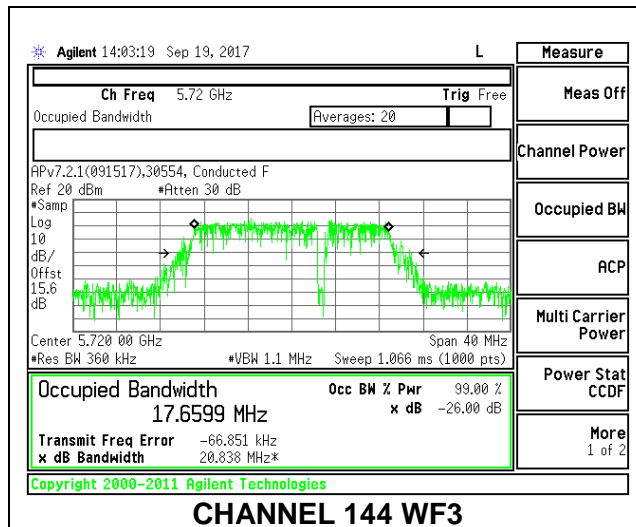 Agilent 14:03:19 Sep 19, 2017 L Measure
Ch Freq 5.72 GHz Trig Free
Meas Off
Occupied Bandwidth Averages: 20
Channel Power
APv7.2.1(091517),30554, Conducted F
Ref 20 dBm #Atten 30 dB
#Samp
Log
10
dB/
Offst
15.6
dB
Occupied BW
ACP
Center 5.720 00 GHz Span 40 MHz
#Res BW 360 kHz #VBW 1.1 MHz Sweep 1.066 ms (1000 pts)
Multi Carrier
Power
Occupied Bandwidth Occ BW % Pwr 99.00 %
17.6599 MHz x dB -26.00 dB
Power Stat
CCDF
Transmit Freq Error -66.851 kHz
x dB Bandwidth 20.838 MHz*
More
1 of 2
Copyright 2000-2011 Agilent Technologies
CHANNEL 144 WF3